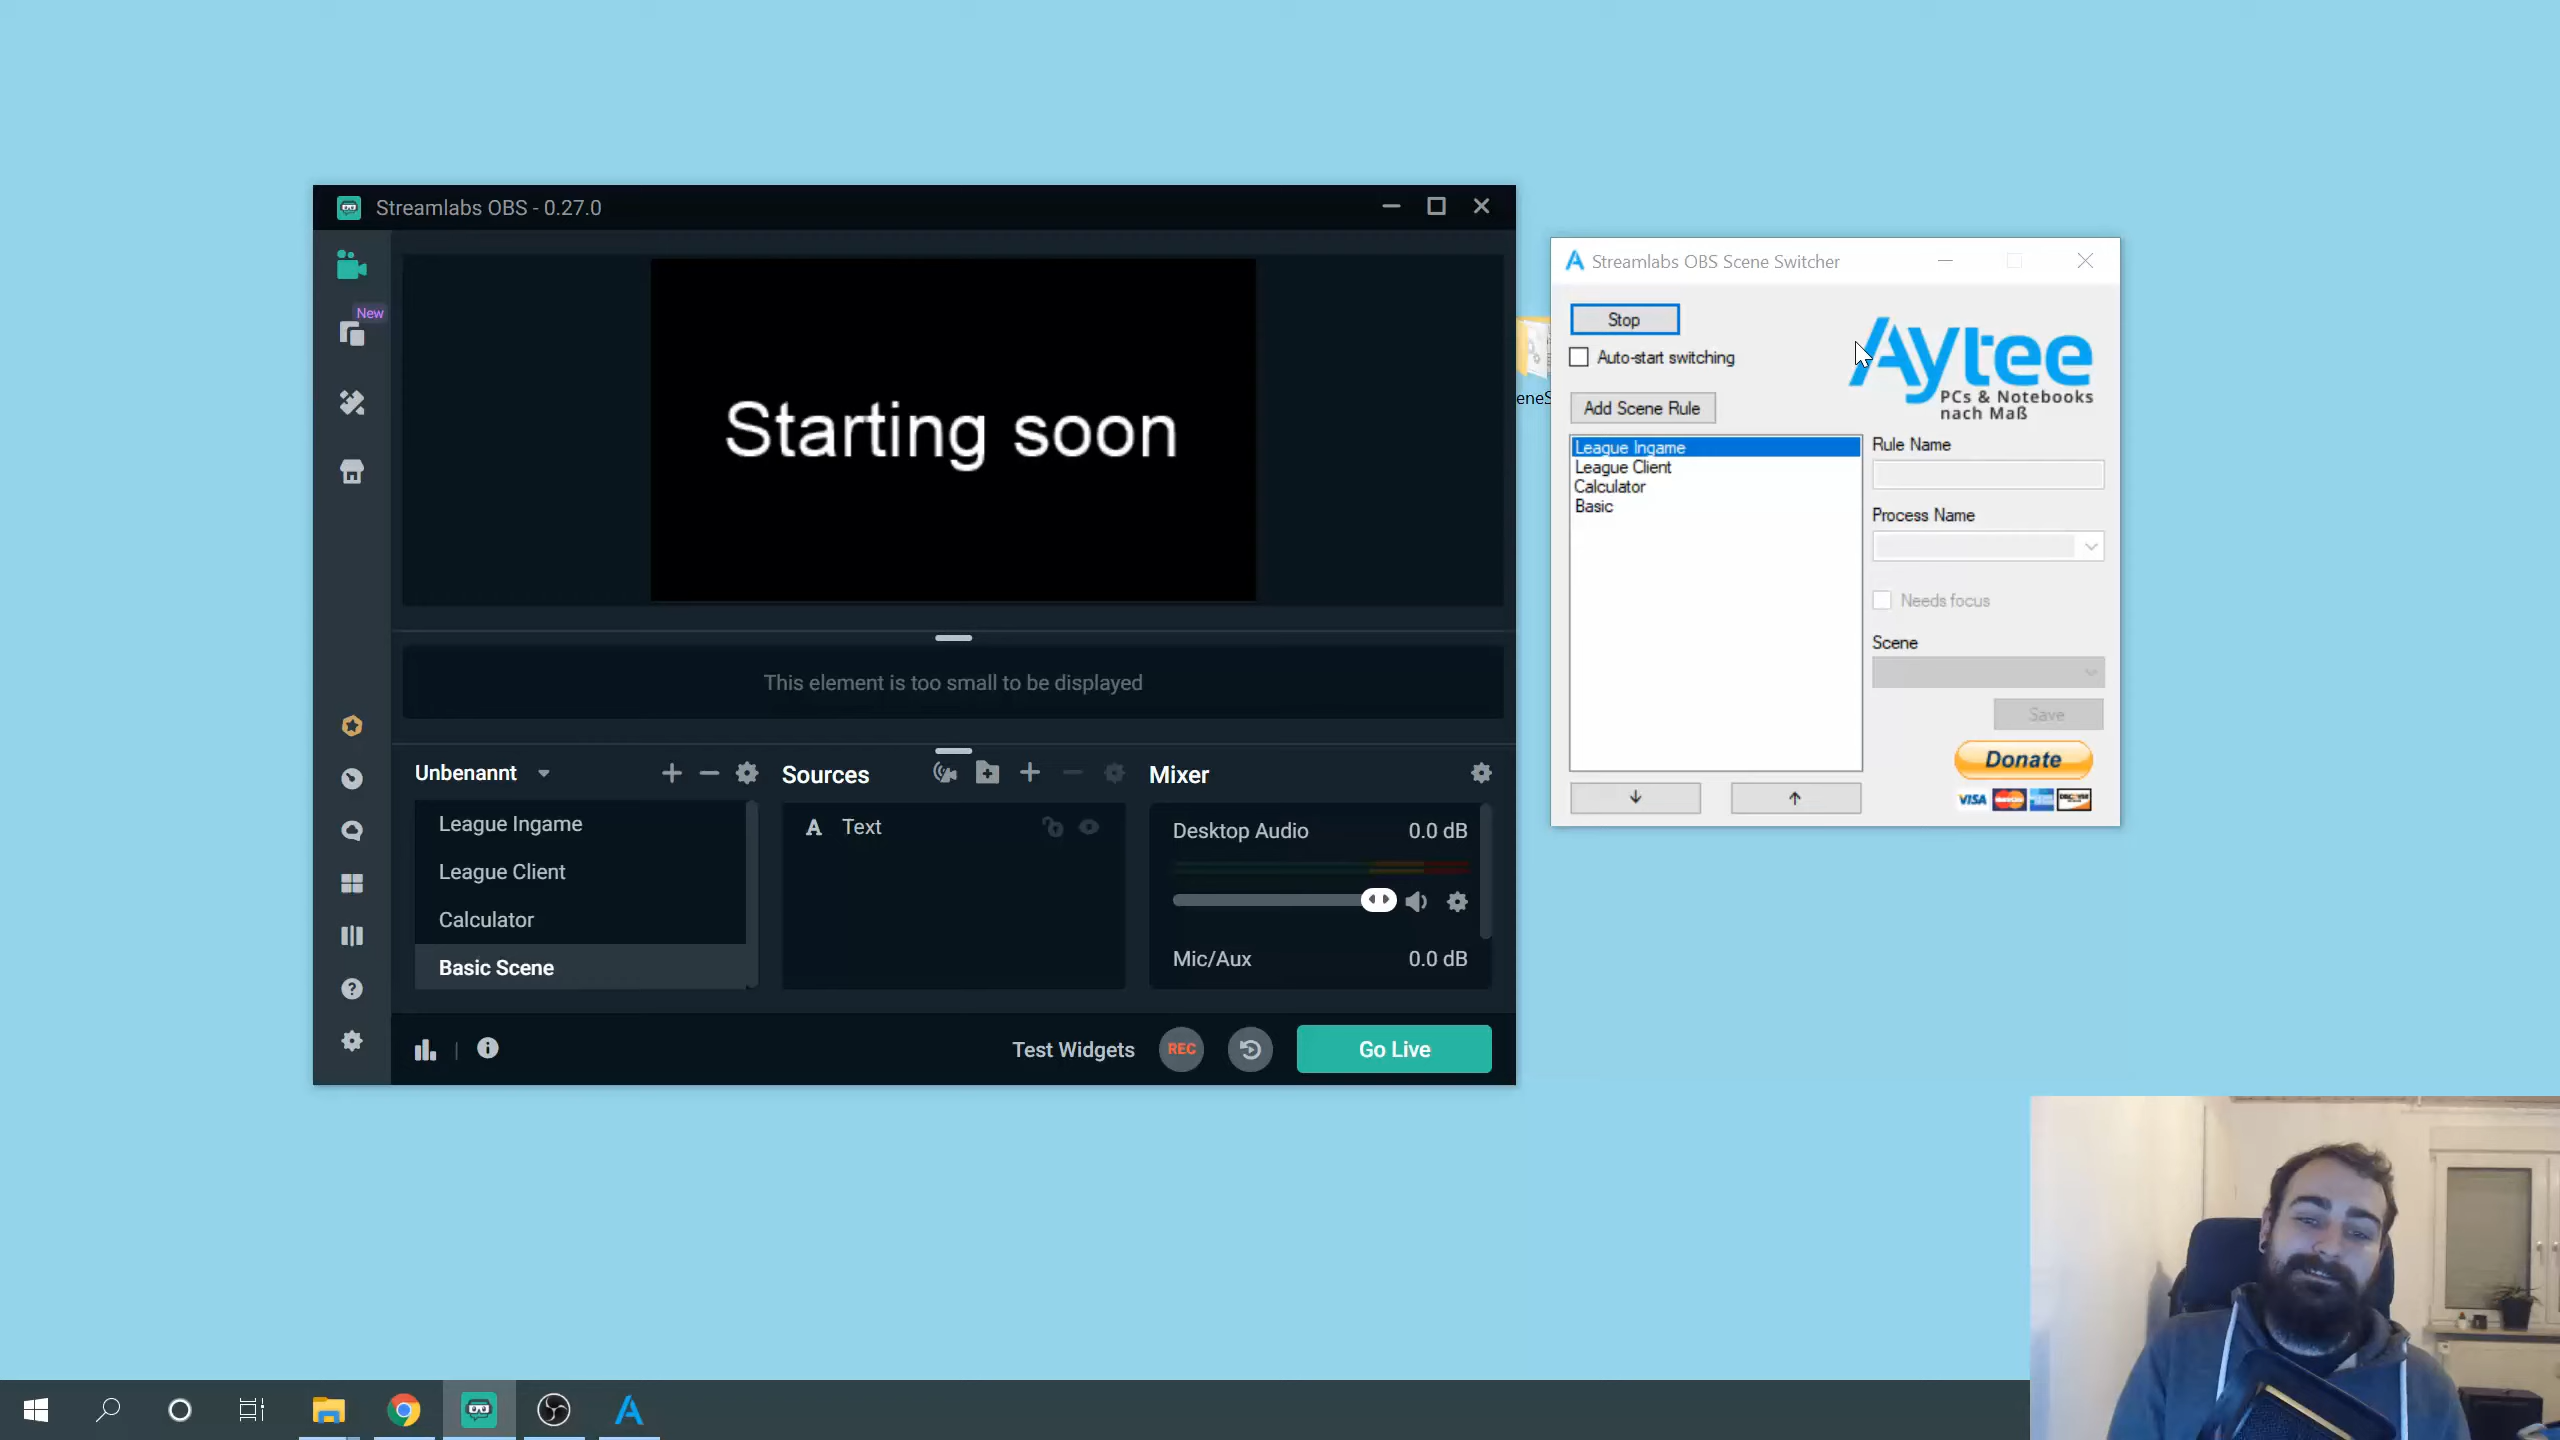 Streamlabs OBS - 0.27.0
New
Starting soon
This element is too small to be displayed
Unbenannt
League Ingame
League Client
Calculator
Basic Scene
Sources
Text
Mixer
Desktop Audio 0.0 dB
Mic/Aux 0.0 dB
Test Widgets
REC
Go Live
Streamlabs OBS Scene Switcher
Stop
Auto-start switching
Add Scene Rule
Aytee
PCs & Notebooks
nach Maß
League Ingame
League Client
Calculator
Basic
Rule Name
Process Name
Needs focus
Scene
Save
Donate
VISA